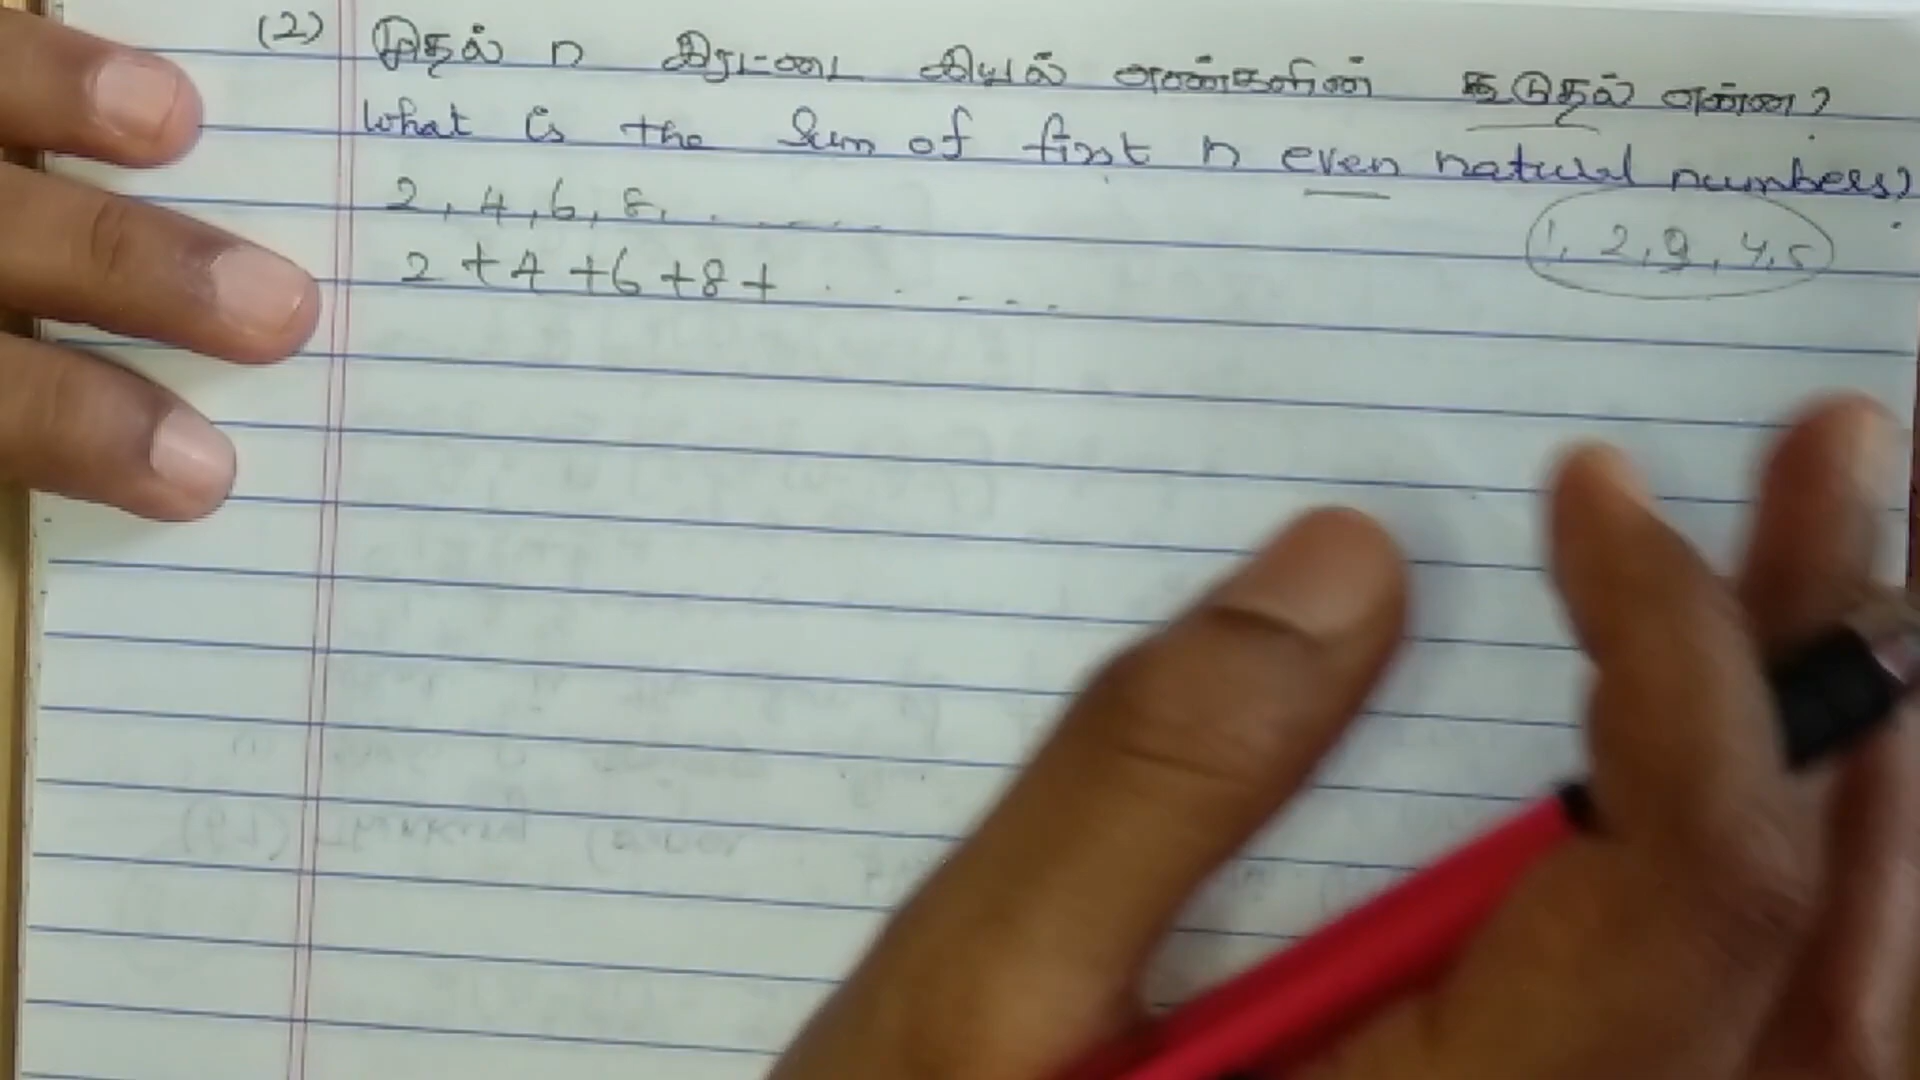 (2) முதல் n இரட்டை இயல் எண்களின் கூடுதல் என்ன?
What is the Sum of first n even natural numbers?
2, 4, 6, 8, . . . . . .
1, 2, 3, 4, 5
2 + 4 + 6 + 8 + . . . . . .